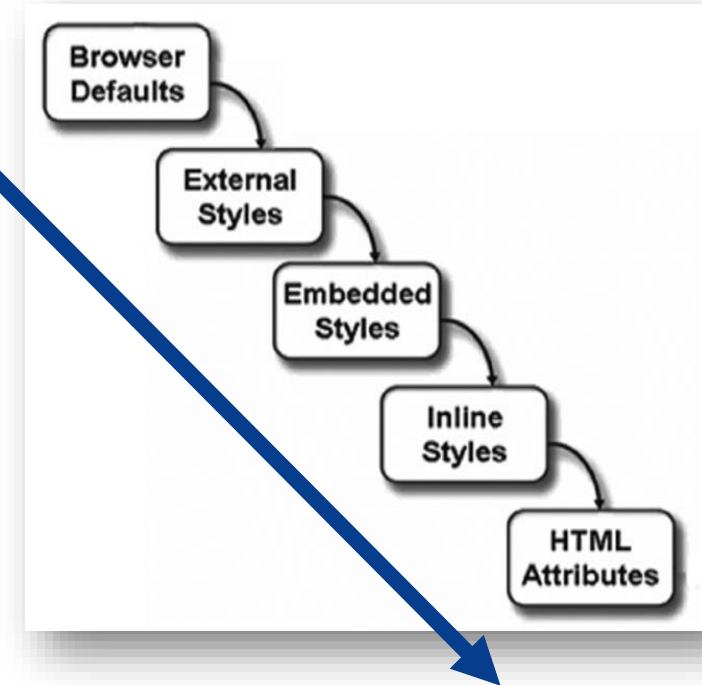 Browser
Defaults
External
Styles
Embedded
Styles
Inline
Styles
HTML
Attributes